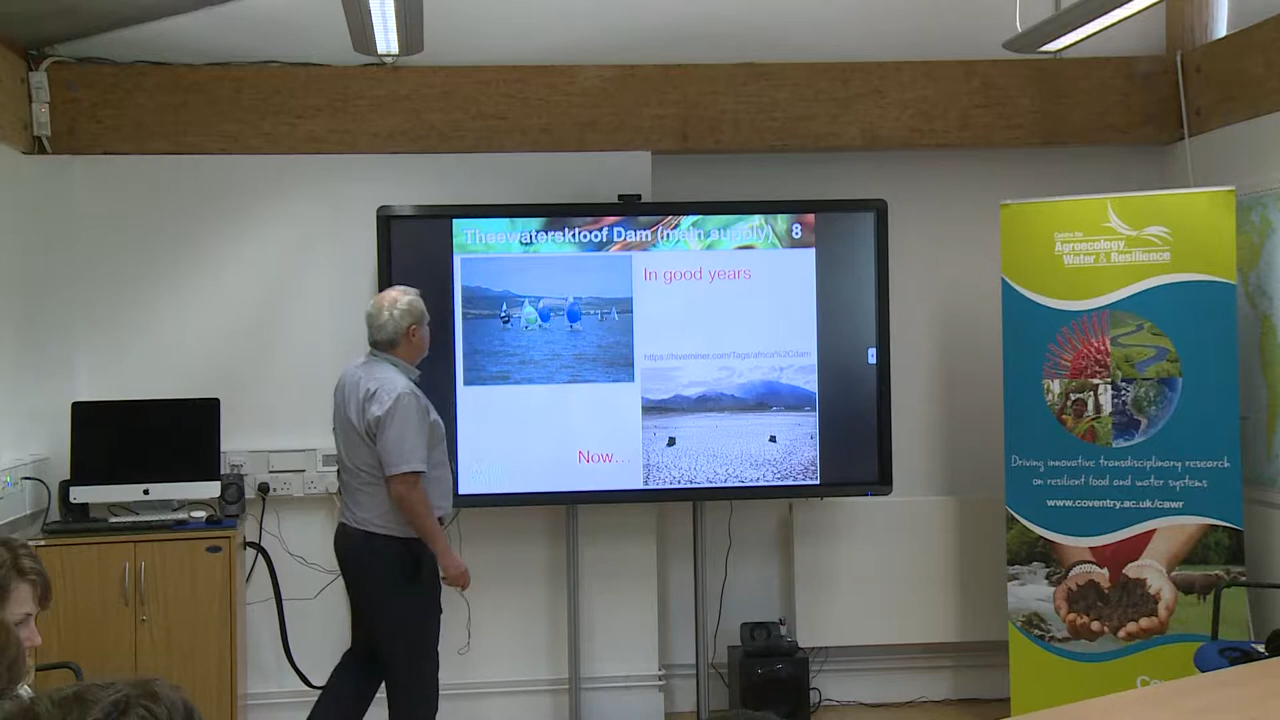 Theewaterskloof Dam (main supply) 8
In good years
https://hiveminer.com/Tags/africa%2Cdam
Now...
Centre for
Agroecology
Water & Resilience
Driving innovative transdisciplinary research
on resilient food and water systems
www.coventry.ac.uk/cawr